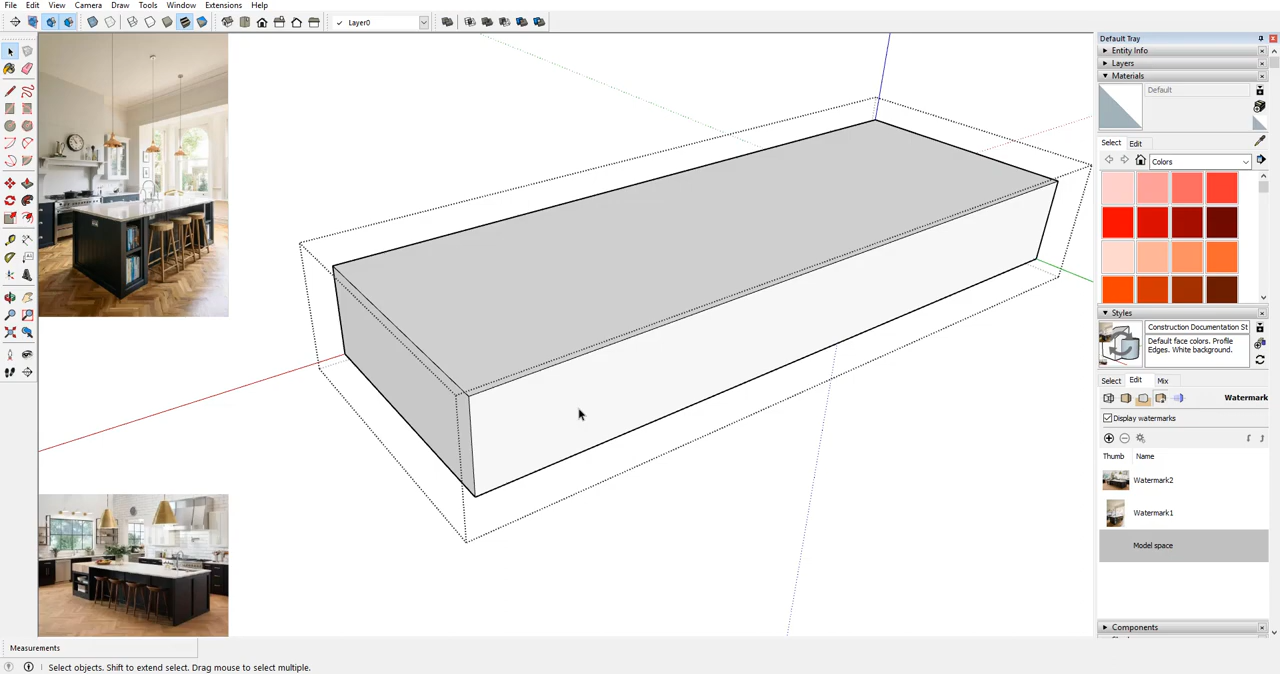 File Edit View Camera Draw Tools Window Extensions Help
Layer0
Default Tray
Entity Info
Layers
Materials
Default
Select Edit
Colors
Styles
Construction Documentation St
Default face colors. Profile
Edges. White background.
Select Edit Mix
Watermark
Display watermarks
Thumb Name
Watermark2
Watermark1
Model space
Components
Measurements
Select objects. Shift to extend select. Drag mouse to select multiple.